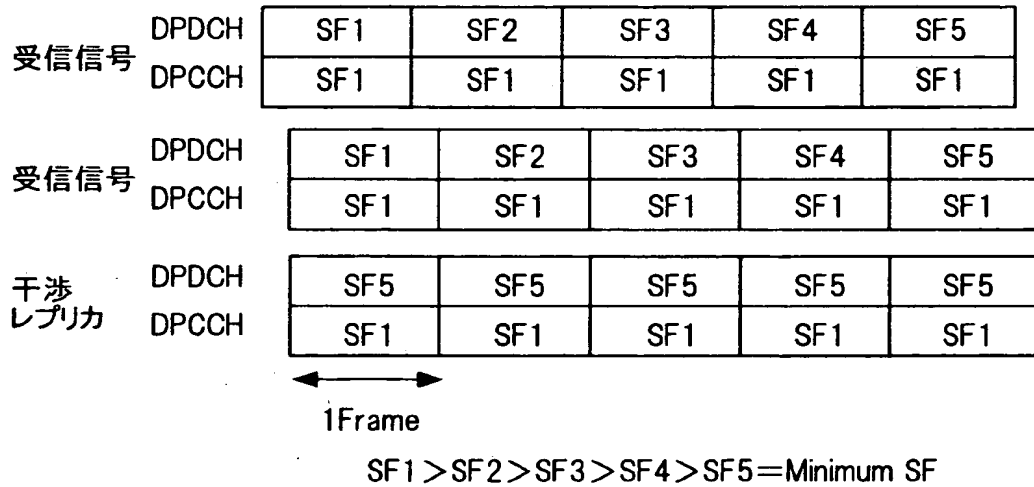 DPDCH SF1 SF2 SF3 SF4 SF5
受信信号
DPCCH SF1 SF1 SF1 SF1 SF1
DPDCH SF1 SF2 SF3 SF4 SF5
受信信号
DPCCH SF1 SF1 SF1 SF1 SF1
DPDCH SF5 SF5 SF5 SF5 SF5
干渉
レプリカ
DPCCH SF1 SF1 SF1 SF1 SF1
1Frame
SF1>SF2>SF3>SF4>SF5=Minimum SF